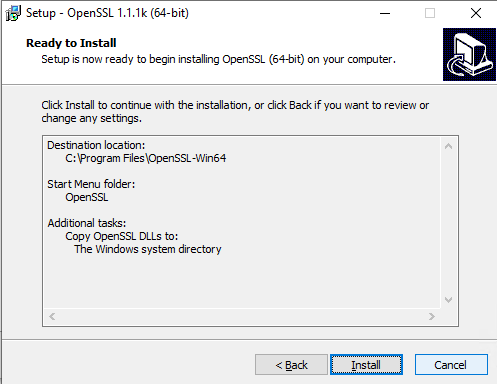 Setup - OpenSSL 1.1.1k (64-bit)
Ready to Install
Setup is now ready to begin installing OpenSSL (64-bit) on your computer.
Click Install to continue with the installation, or click Back if you want to review or
change any settings.
Destination location:
C:\Program Files\OpenSSL-Win64
Start Menu folder:
OpenSSL
Additional tasks:
Copy OpenSSL DLLs to:
The Windows system directory
< Back
Install
Cancel